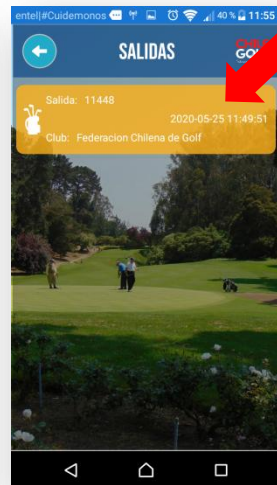 entel|#Cuidemonos 40 % 11:55
SALIDAS
Salida: 11448
2020-05-25 11:49:51
Club: Federacion Chilena de Golf